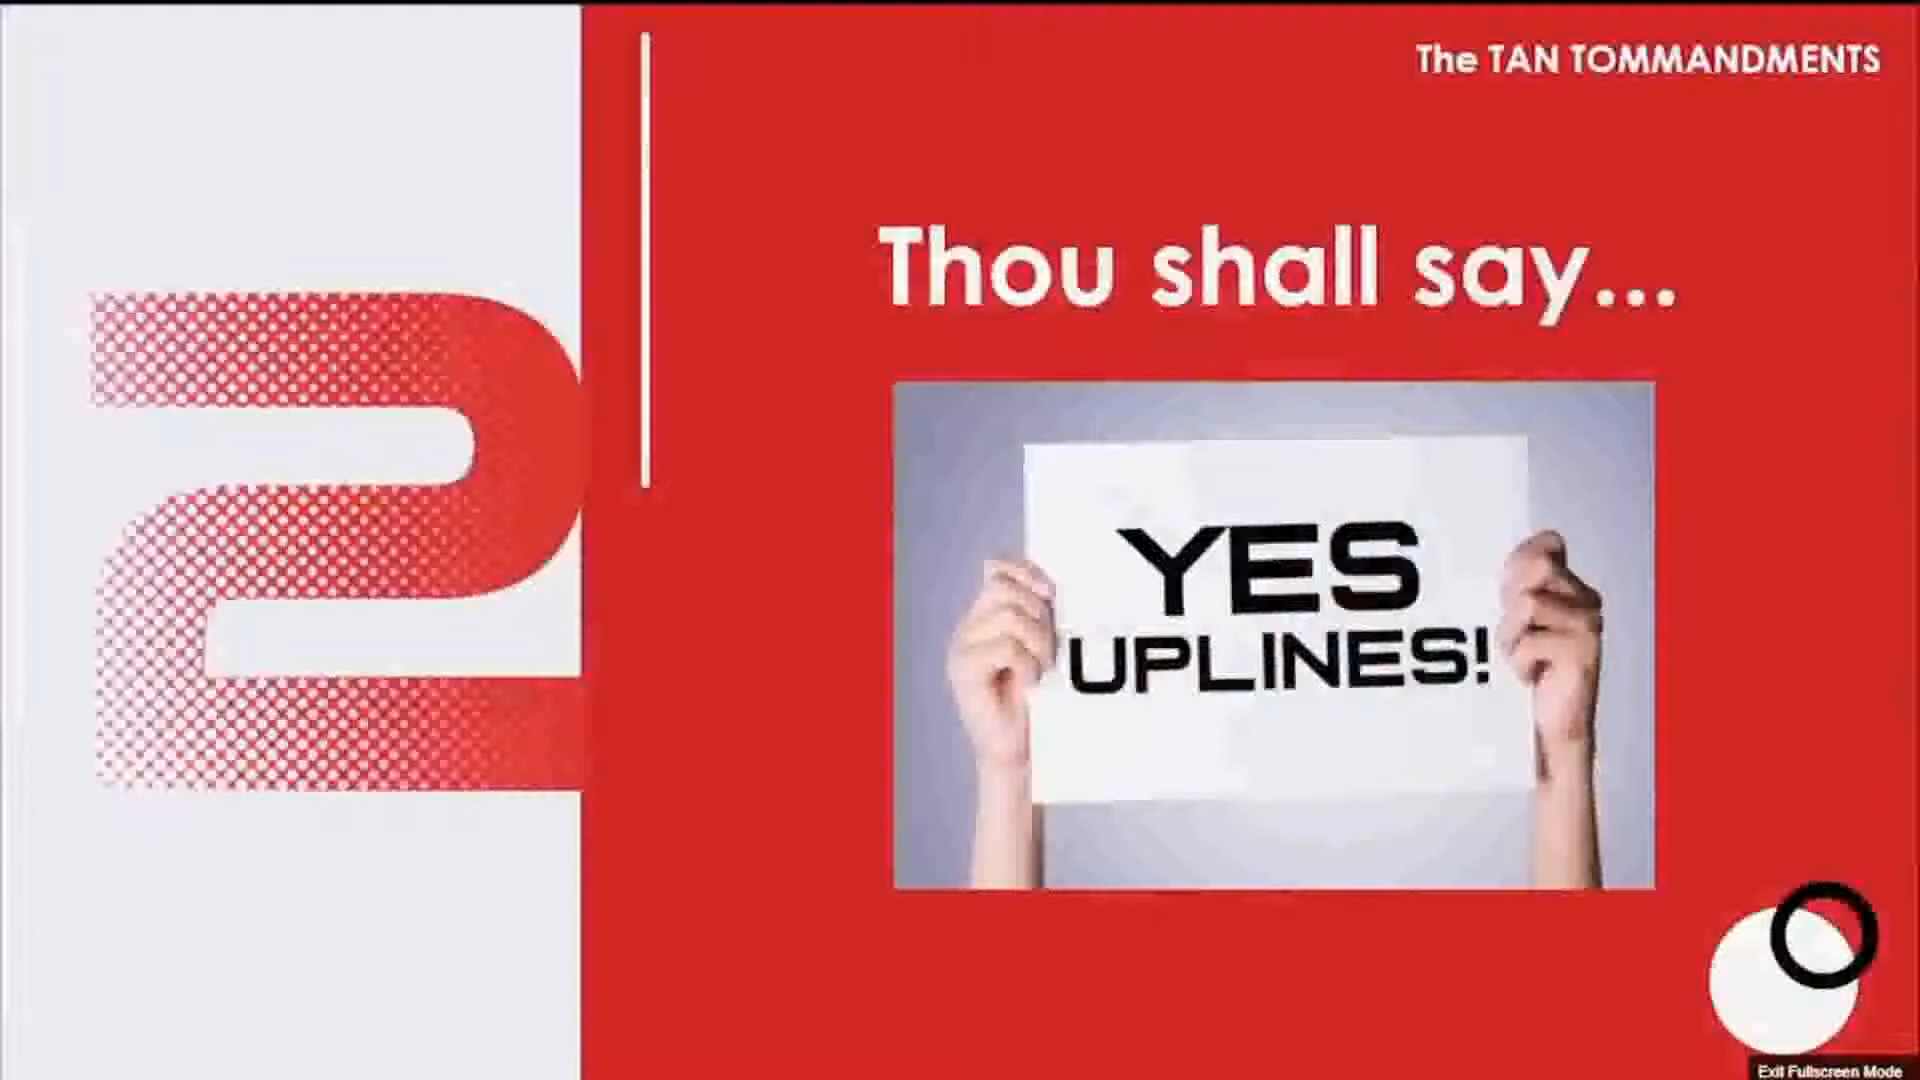 The TAN TOMMANDMENTS
2
Thou shall say...
YES
UPLINES!
Exit Fullscreen Mode